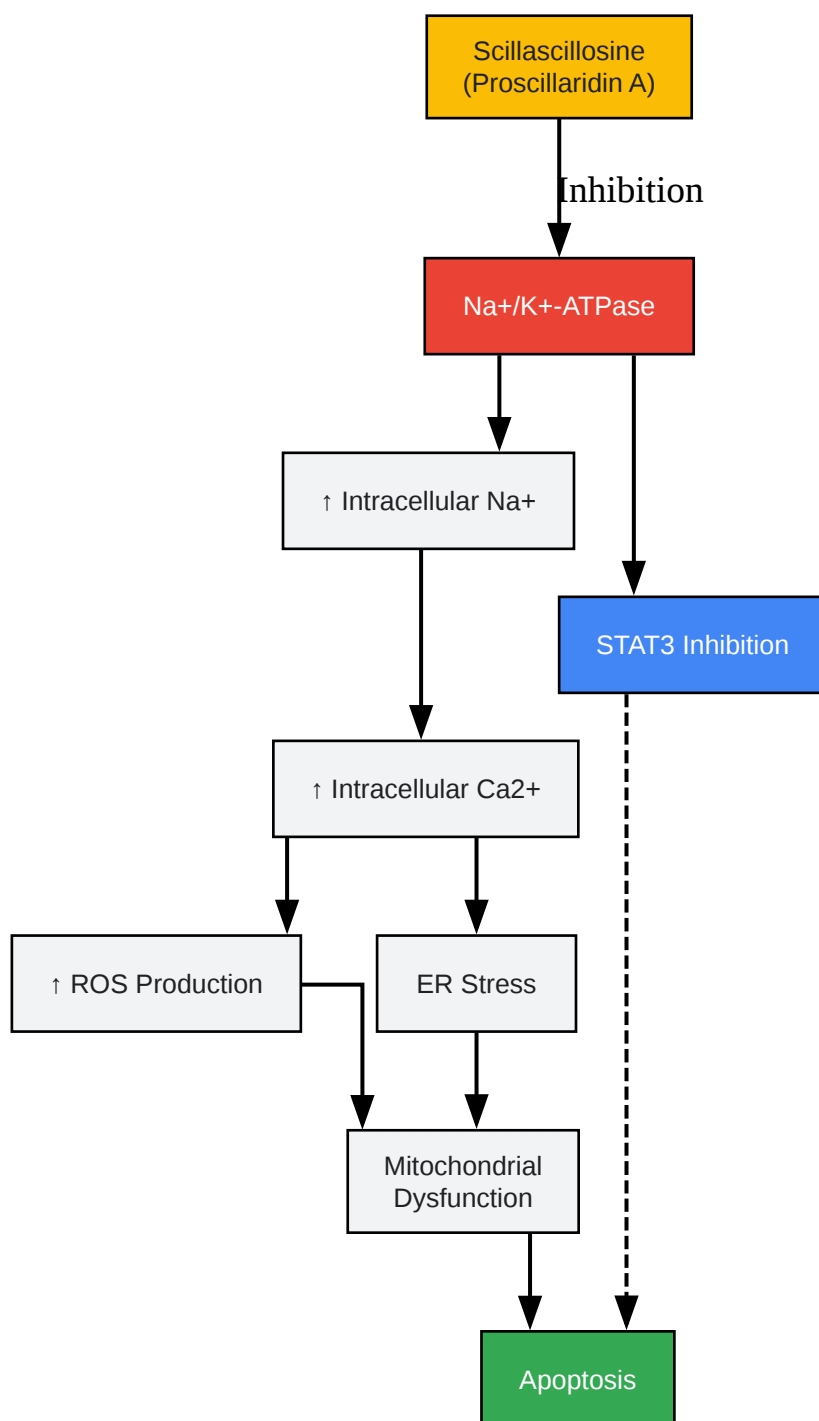 Scillascillosine
(Proscillaridin A)
Inhibition
Na+/K+-ATPase
↑ Intracellular Na+
STAT3 Inhibition
↑ Intracellular Ca2+
↑ ROS Production
ER Stress
Mitochondrial
Dysfunction
Apoptosis